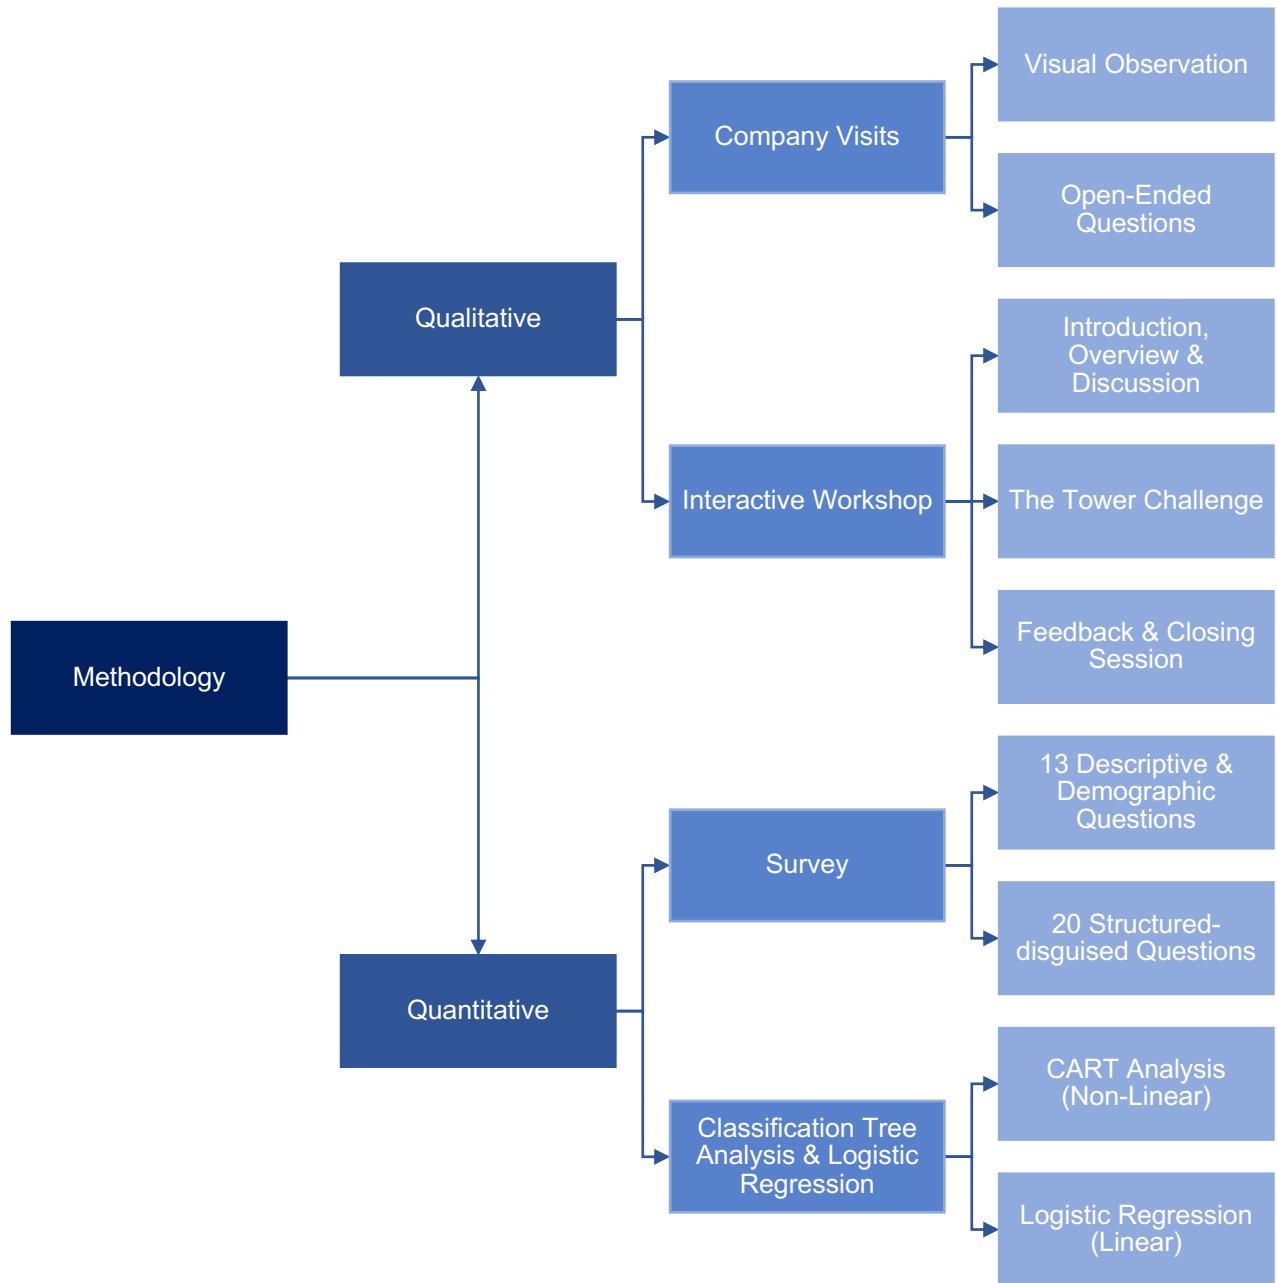 Methodology
Qualitative
Company Visits
Visual Observation
Open-Ended
Questions
Interactive Workshop
Introduction,
Overview &
Discussion
The Tower Challenge
Feedback & Closing
Session
Quantitative
Survey
13 Descriptive &
Demographic
Questions
20 Structured-
disguised Questions
Classification Tree
Analysis & Logistic
Regression
CART Analysis
(Non-Linear)
Logistic Regression
(Linear)